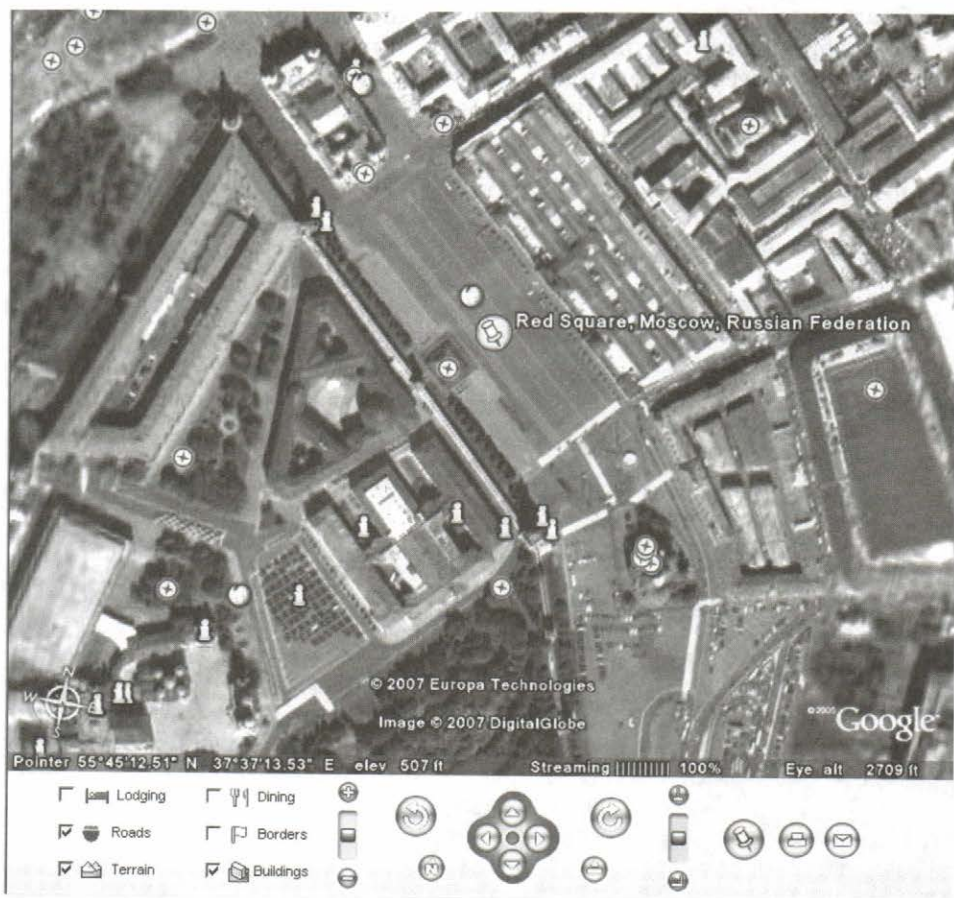 Red Square, Moscow, Russian Federation
N
W
S
© 2007 Europa Technologies
Image © 2007 DigitalGlobe
©2005 Google
Pointer 55°45'12.51" N 37°37'13.53" E elev 507 ft Streaming |||||||||| 100% Eye alt 2709 ft
Lodging Dining
Roads Borders
Terrain Buildings
N